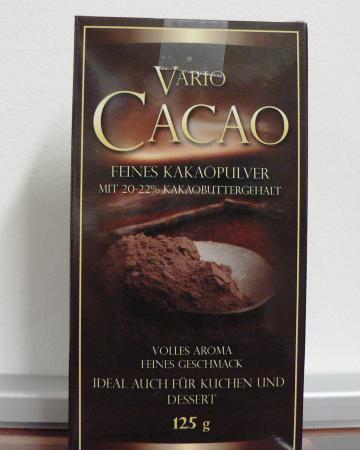 VARIO
CACAO
FEINES KAKAOPULVER
MIT 20-22% KAKAOBUTTERGEHALT
VOLLES AROMA
FEINES GESCHMACK
IDEAL AUCH FÜR KUCHEN UND
DESSERT
125 g